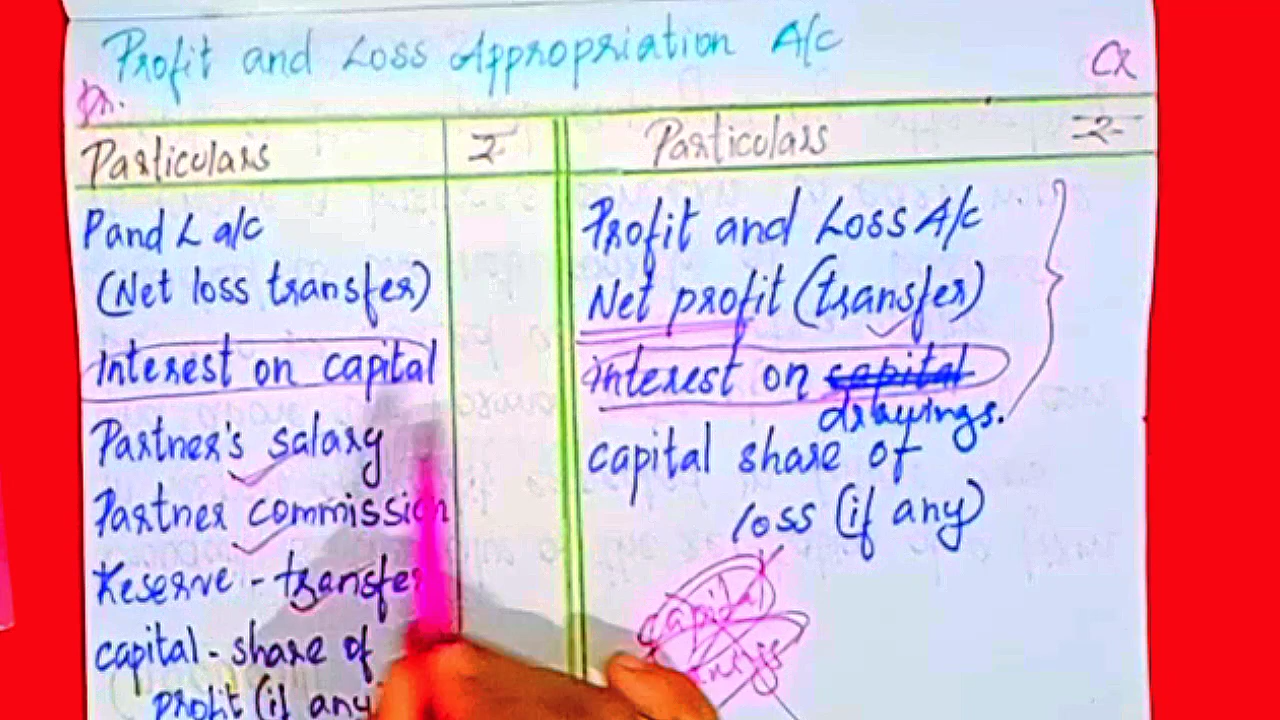 Profit and Loss Appropriation A/c
Dr.
Cr
Particulars ₹ Particulars ₹
P and L a/c
(Net loss transfer)
Interest on capital
Partner's salary
Partner commission
Reserve - transfer
capital - share of
profit (if any
Profit and Loss A/c
Net profit (transfer)
interest on capital
drawings.
capital share of
loss (if any)
capital